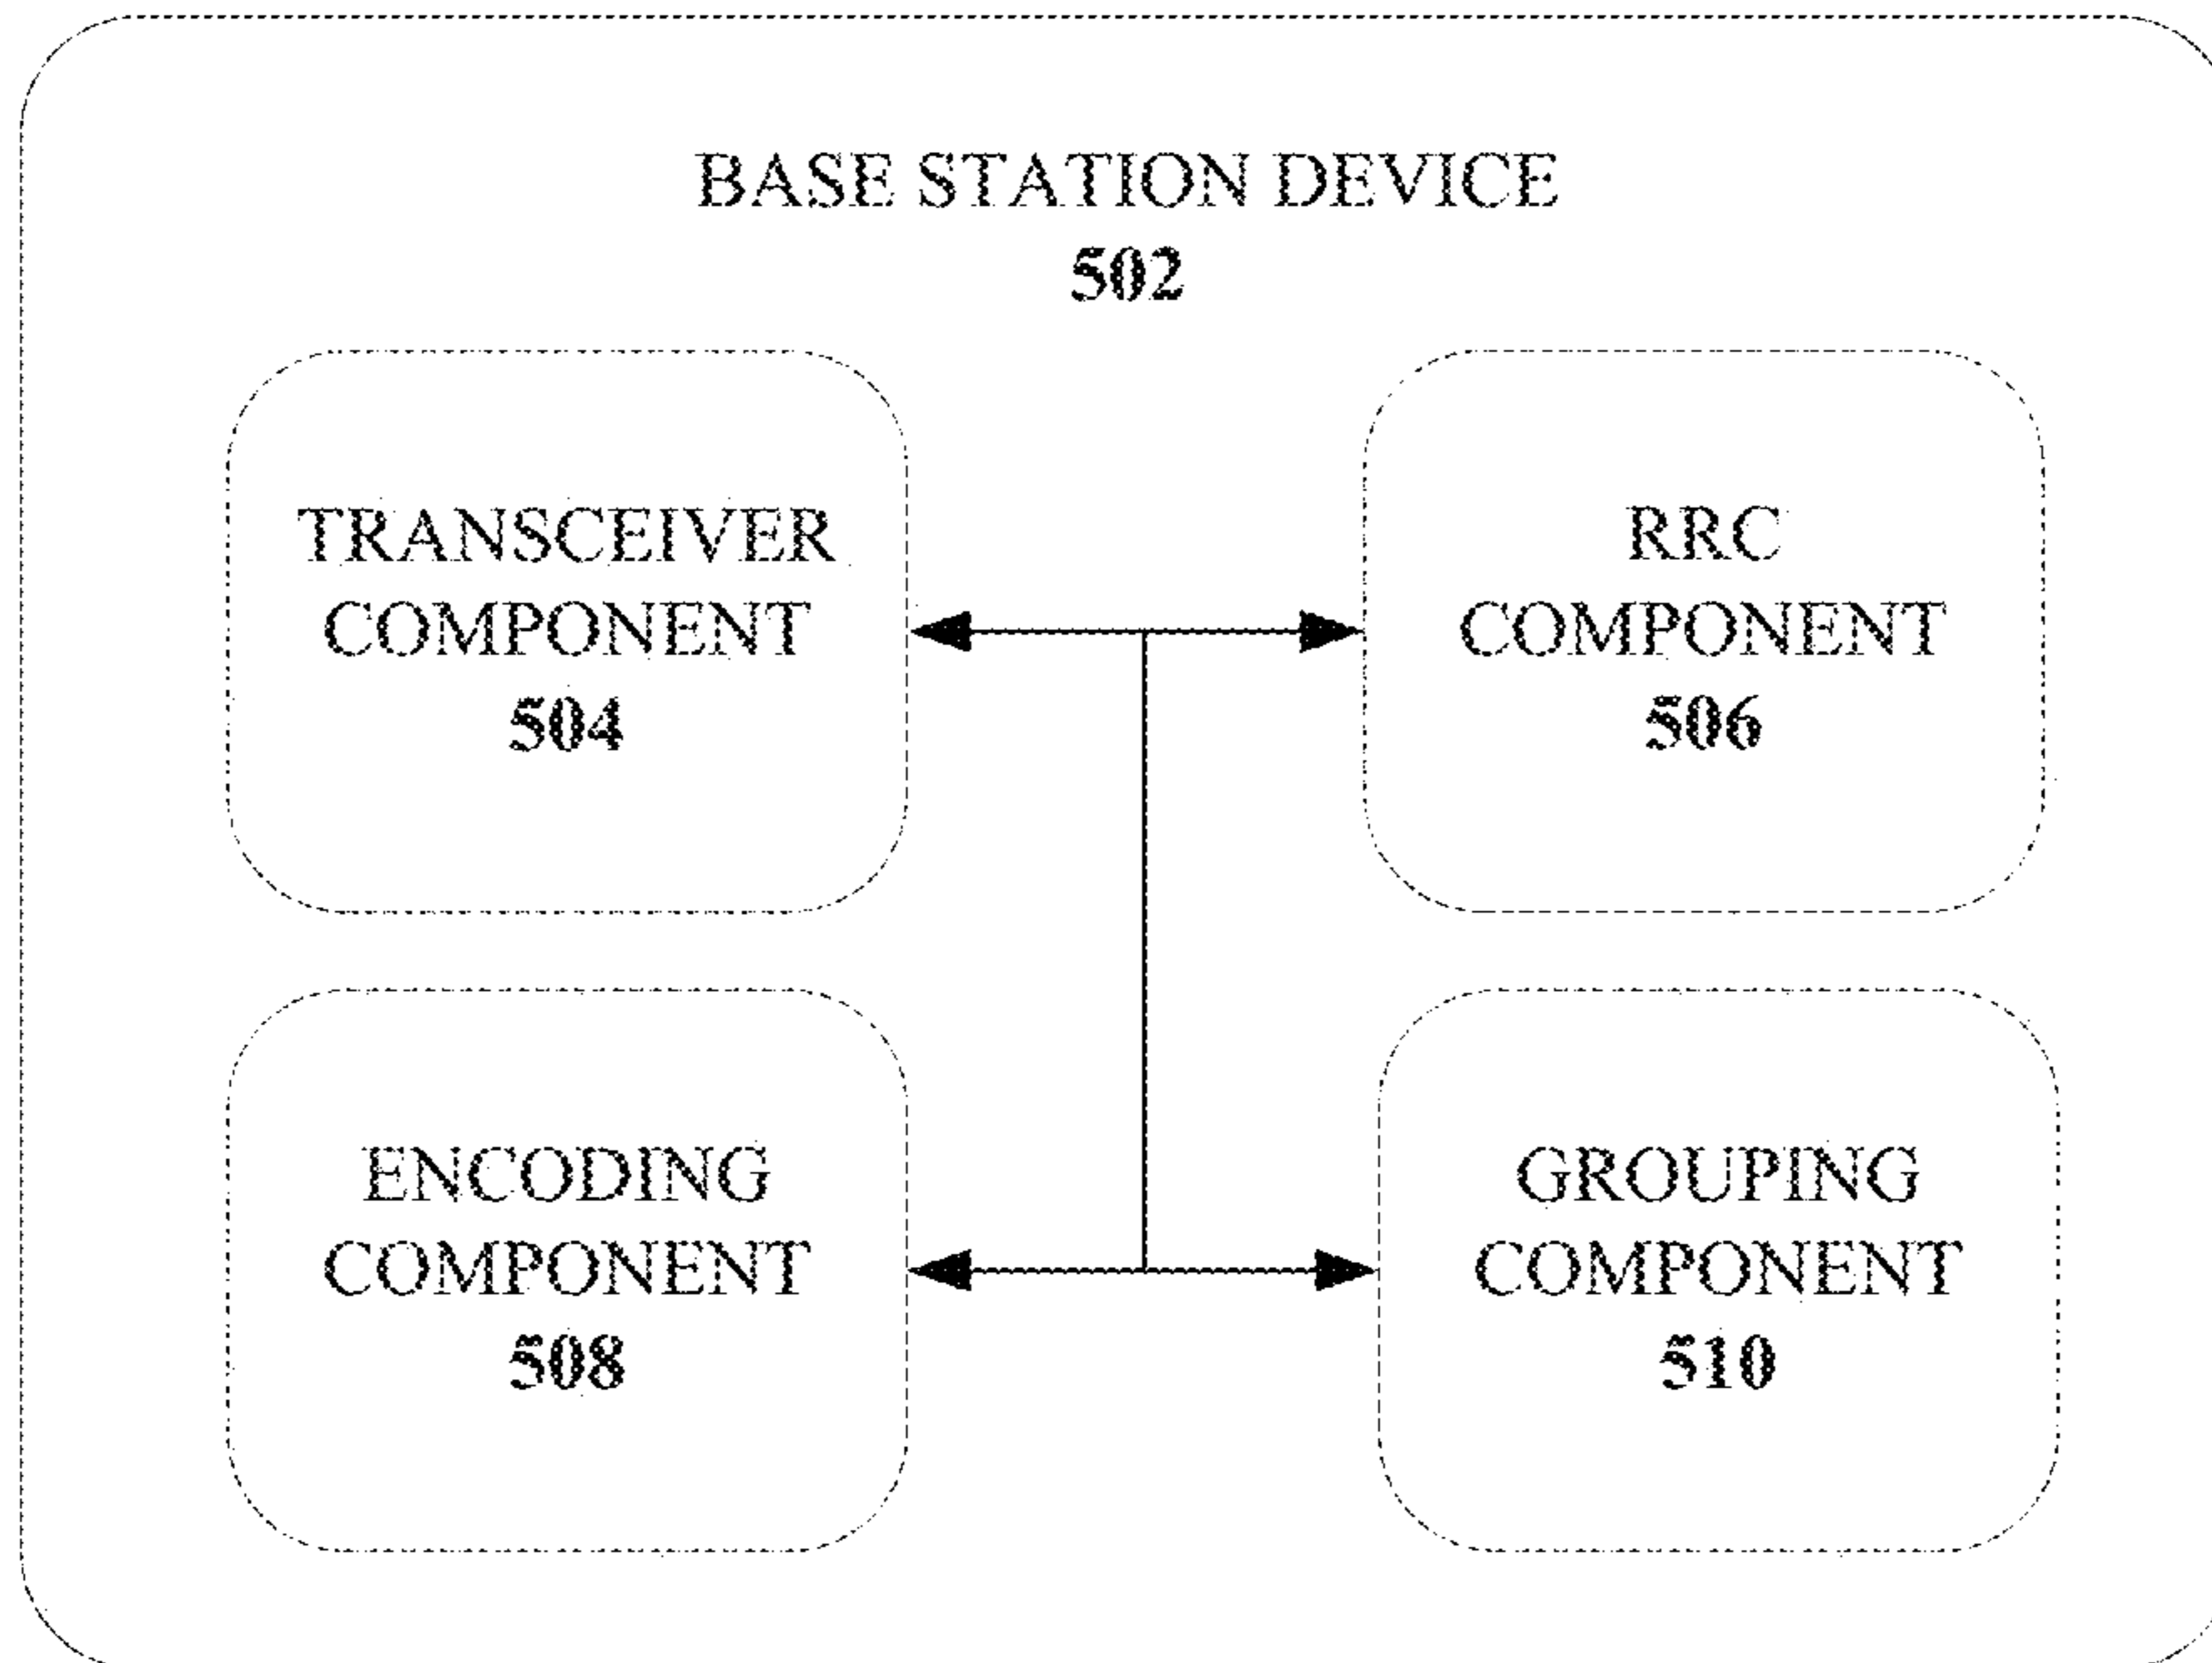 BASE STATION DEVICE
502
TRANSCEIVER
COMPONENT
504
RRC
COMPONENT
506
ENCODING
COMPONENT
508
GROUPING
COMPONENT
510